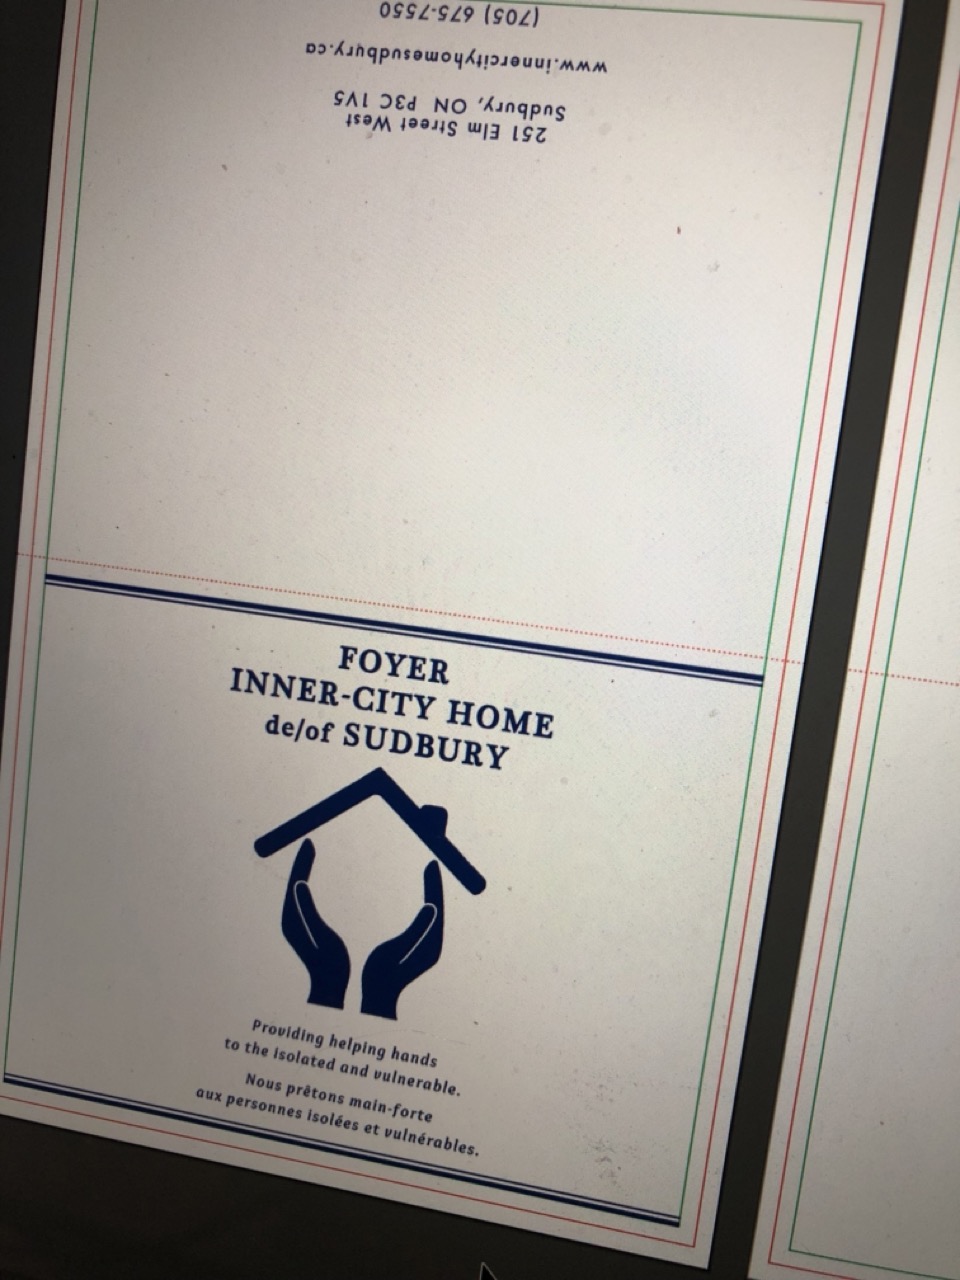 (705) 675-7550
www.innercityhomesudbury.ca
Sudbury, ON P3C 1V5
251 Elm Street West
FOYER
INNER-CITY HOME
de/of SUDBURY
Providing helping hands
to the isolated and vulnerable.
Nous prêtons main-forte
aux personnes isolées et vulnérables.